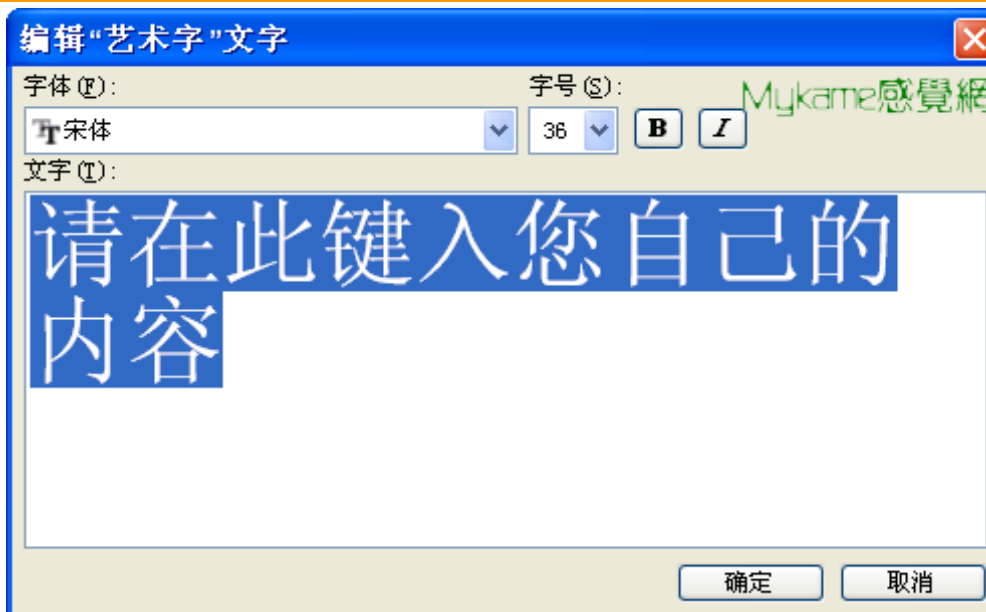 编辑“艺术字”文字
字体(F): 字号(S):
Mykame感覺網
宋体 36 B I
文字(T):
请在此键入您自己的
内容
确定 取消